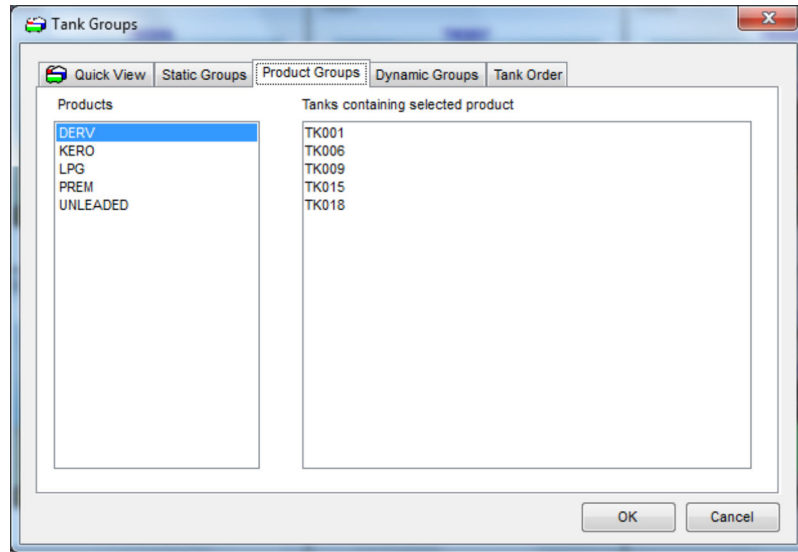 Tank Groups
Quick View
Static Groups
Product Groups
Dynamic Groups
Tank Order
Products
Tanks containing selected product
DERV
KERO
LPG
PREM
UNLEADED
TK001
TK006
TK009
TK015
TK018
OK
Cancel